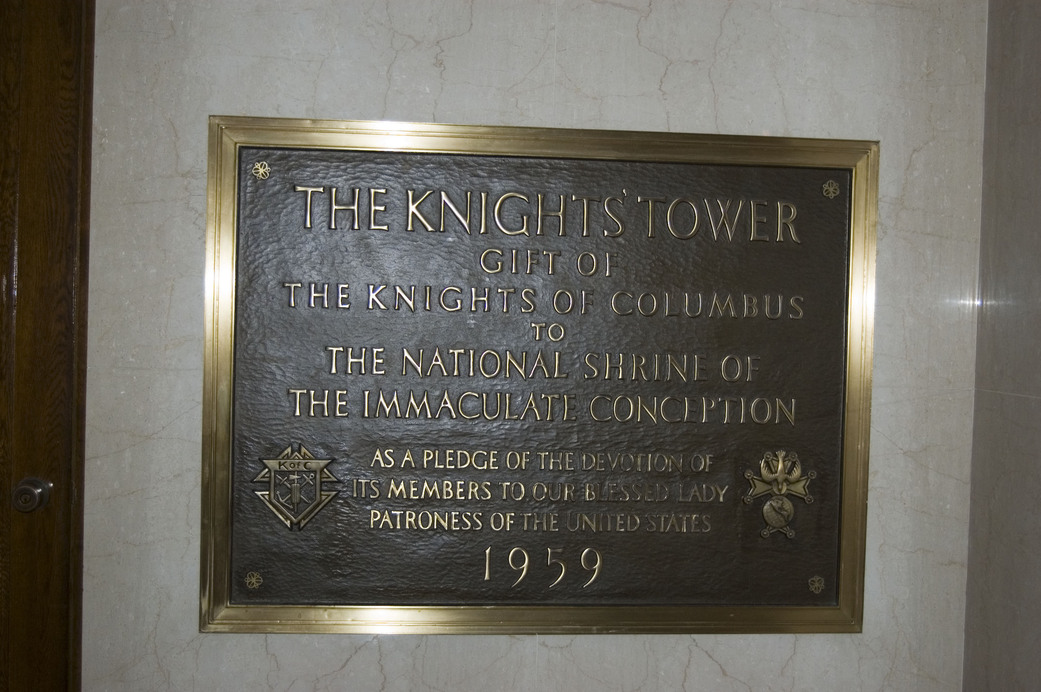 THE KNIGHTS' TOWER
GIFT OF
THE KNIGHTS OF COLUMBUS
TO
THE NATIONAL SHRINE OF
THE IMMACULATE CONCEPTION
K OF C
AS A PLEDGE OF THE DEVOTION OF
ITS MEMBERS TO OUR BLESSED LADY
PATRONESS OF THE UNITED STATES
1959